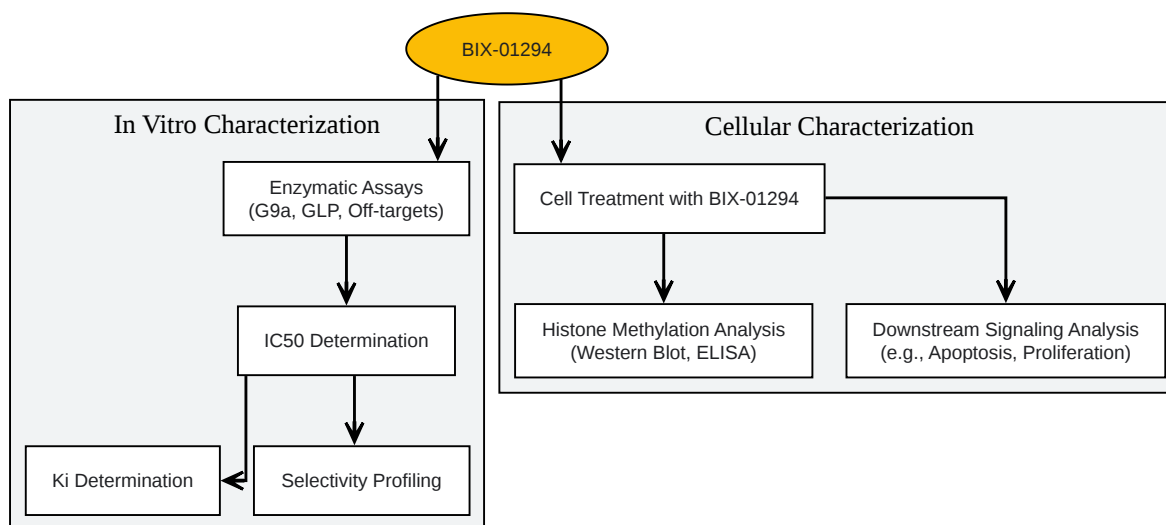 BIX-01294
In Vitro Characterization
Enzymatic Assays
(G9a, GLP, Off-targets)
IC50 Determination
Ki Determination
Selectivity Profiling
Cellular Characterization
Cell Treatment with BIX-01294
Histone Methylation Analysis
(Western Blot, ELISA)
Downstream Signaling Analysis
(e.g., Apoptosis, Proliferation)